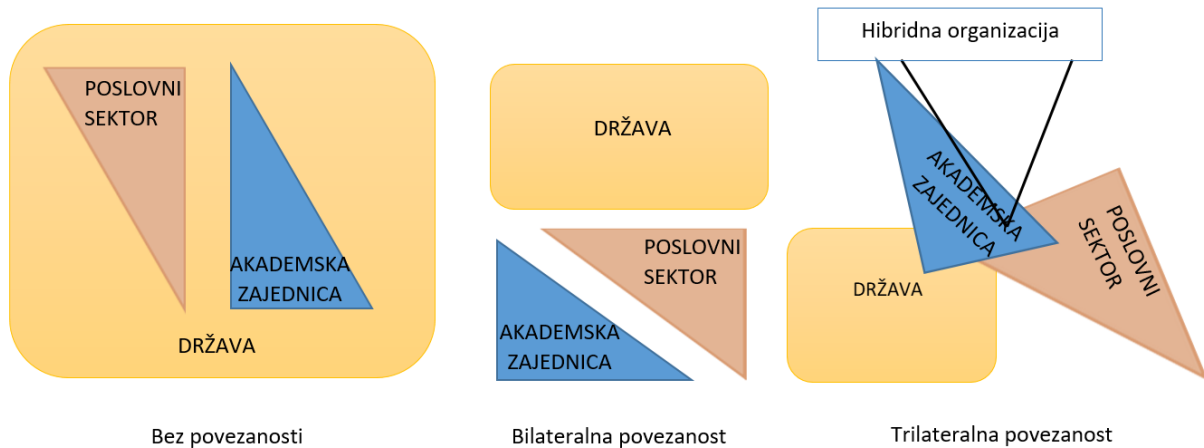 POSLOVNI
SEKTOR
AKADEMSKA
ZAJEDNICA
DRŽAVA
Bez povezanosti
DRŽAVA
POSLOVNI
SEKTOR
AKADEMSKA
ZAJEDNICA
Bilateralna povezanost
Hibridna organizacija
AKADEMSKA
ZAJEDNICA
POSLOVNI
SEKTOR
DRŽAVA
Trilateralna povezanost